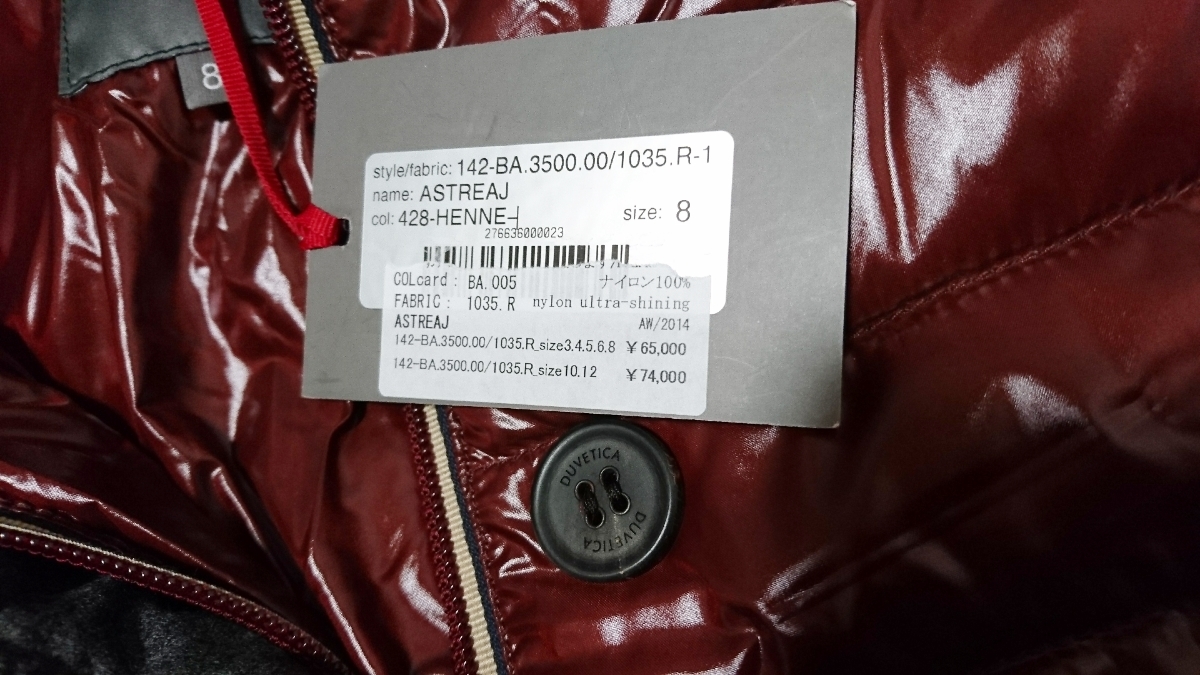 8
style/fabric: 142-BA.3500.00/1035.R-1
name: ASTREAJ
col: 428-HENNE-
size: 8
276636000023
COLcard : BA.005 ナイロン100%
FABRIC : 1035.R nylon ultra-shining
ASTREAJ AW/2014
142-BA.3500.00/1035.R_size3.4.5.6.8 ¥65,000
142-BA.3500.00/1035.R_size10.12 ¥74,000
DUVETICA
DUVETICA